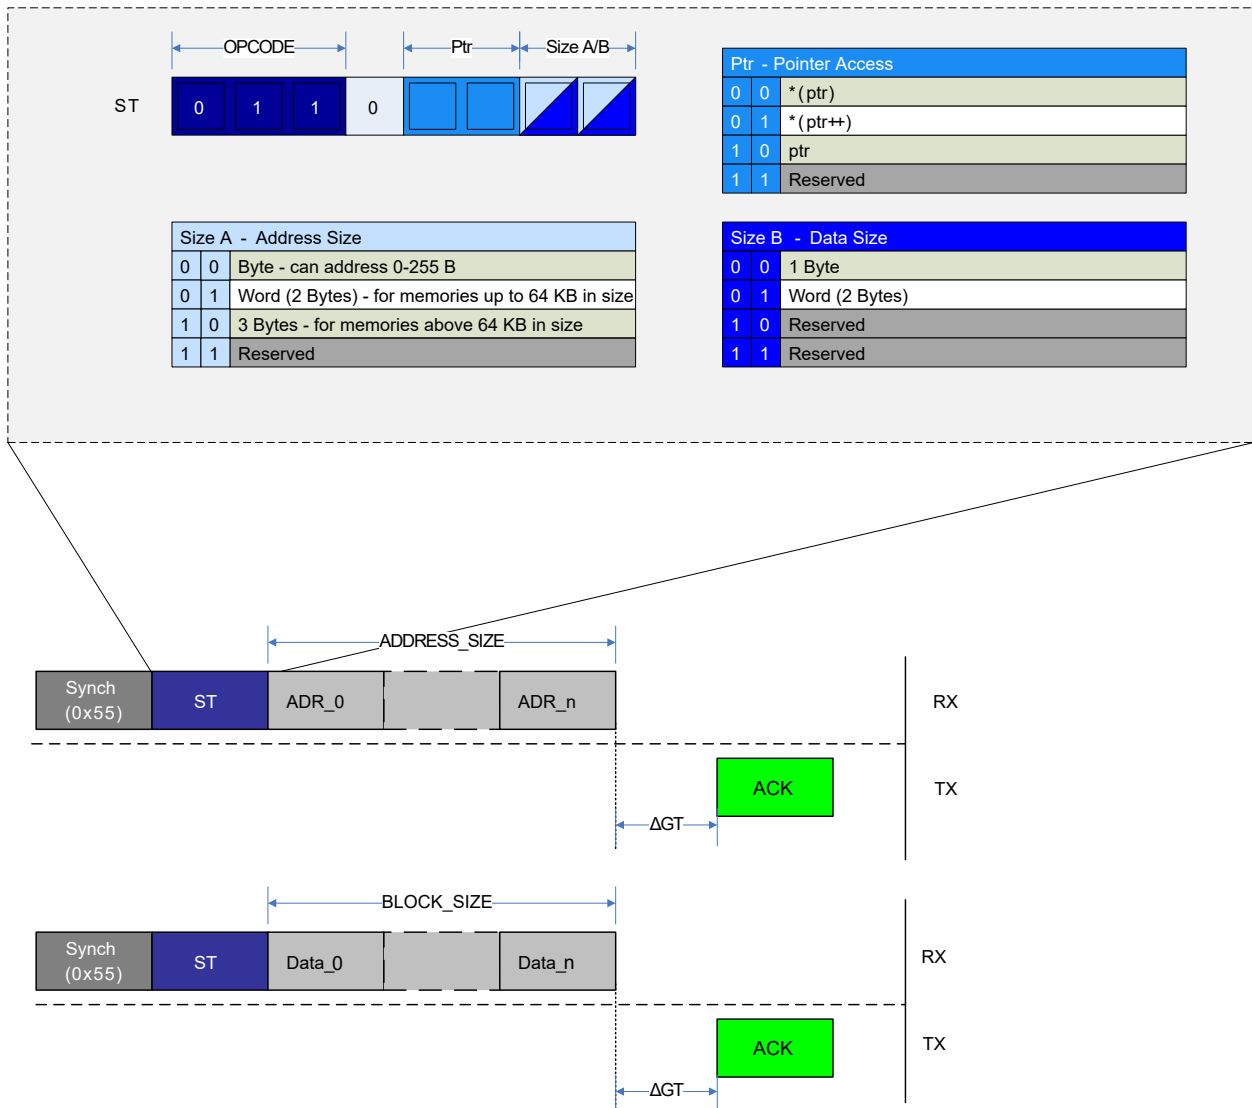 OPCODE Ptr Size A/B
ST 0 1 1 0
Ptr - Pointer Access
0 0 *(ptr)
0 1 *(ptr++)
1 0 ptr
1 1 Reserved
Size A - Address Size
0 0 Byte - can address 0-255 B
0 1 Word (2 Bytes) - for memories up to 64 KB in size
1 0 3 Bytes - for memories above 64 KB in size
1 1 Reserved
Size B - Data Size
0 0 1 Byte
0 1 Word (2 Bytes)
1 0 Reserved
1 1 Reserved
ADDRESS_SIZE
Synch
(0x55)
ST ADR_0 ADR_n RX
ACK TX
ΔGT
BLOCK_SIZE
Synch
(0x55)
ST Data_0 Data_n RX
ACK TX
ΔGT